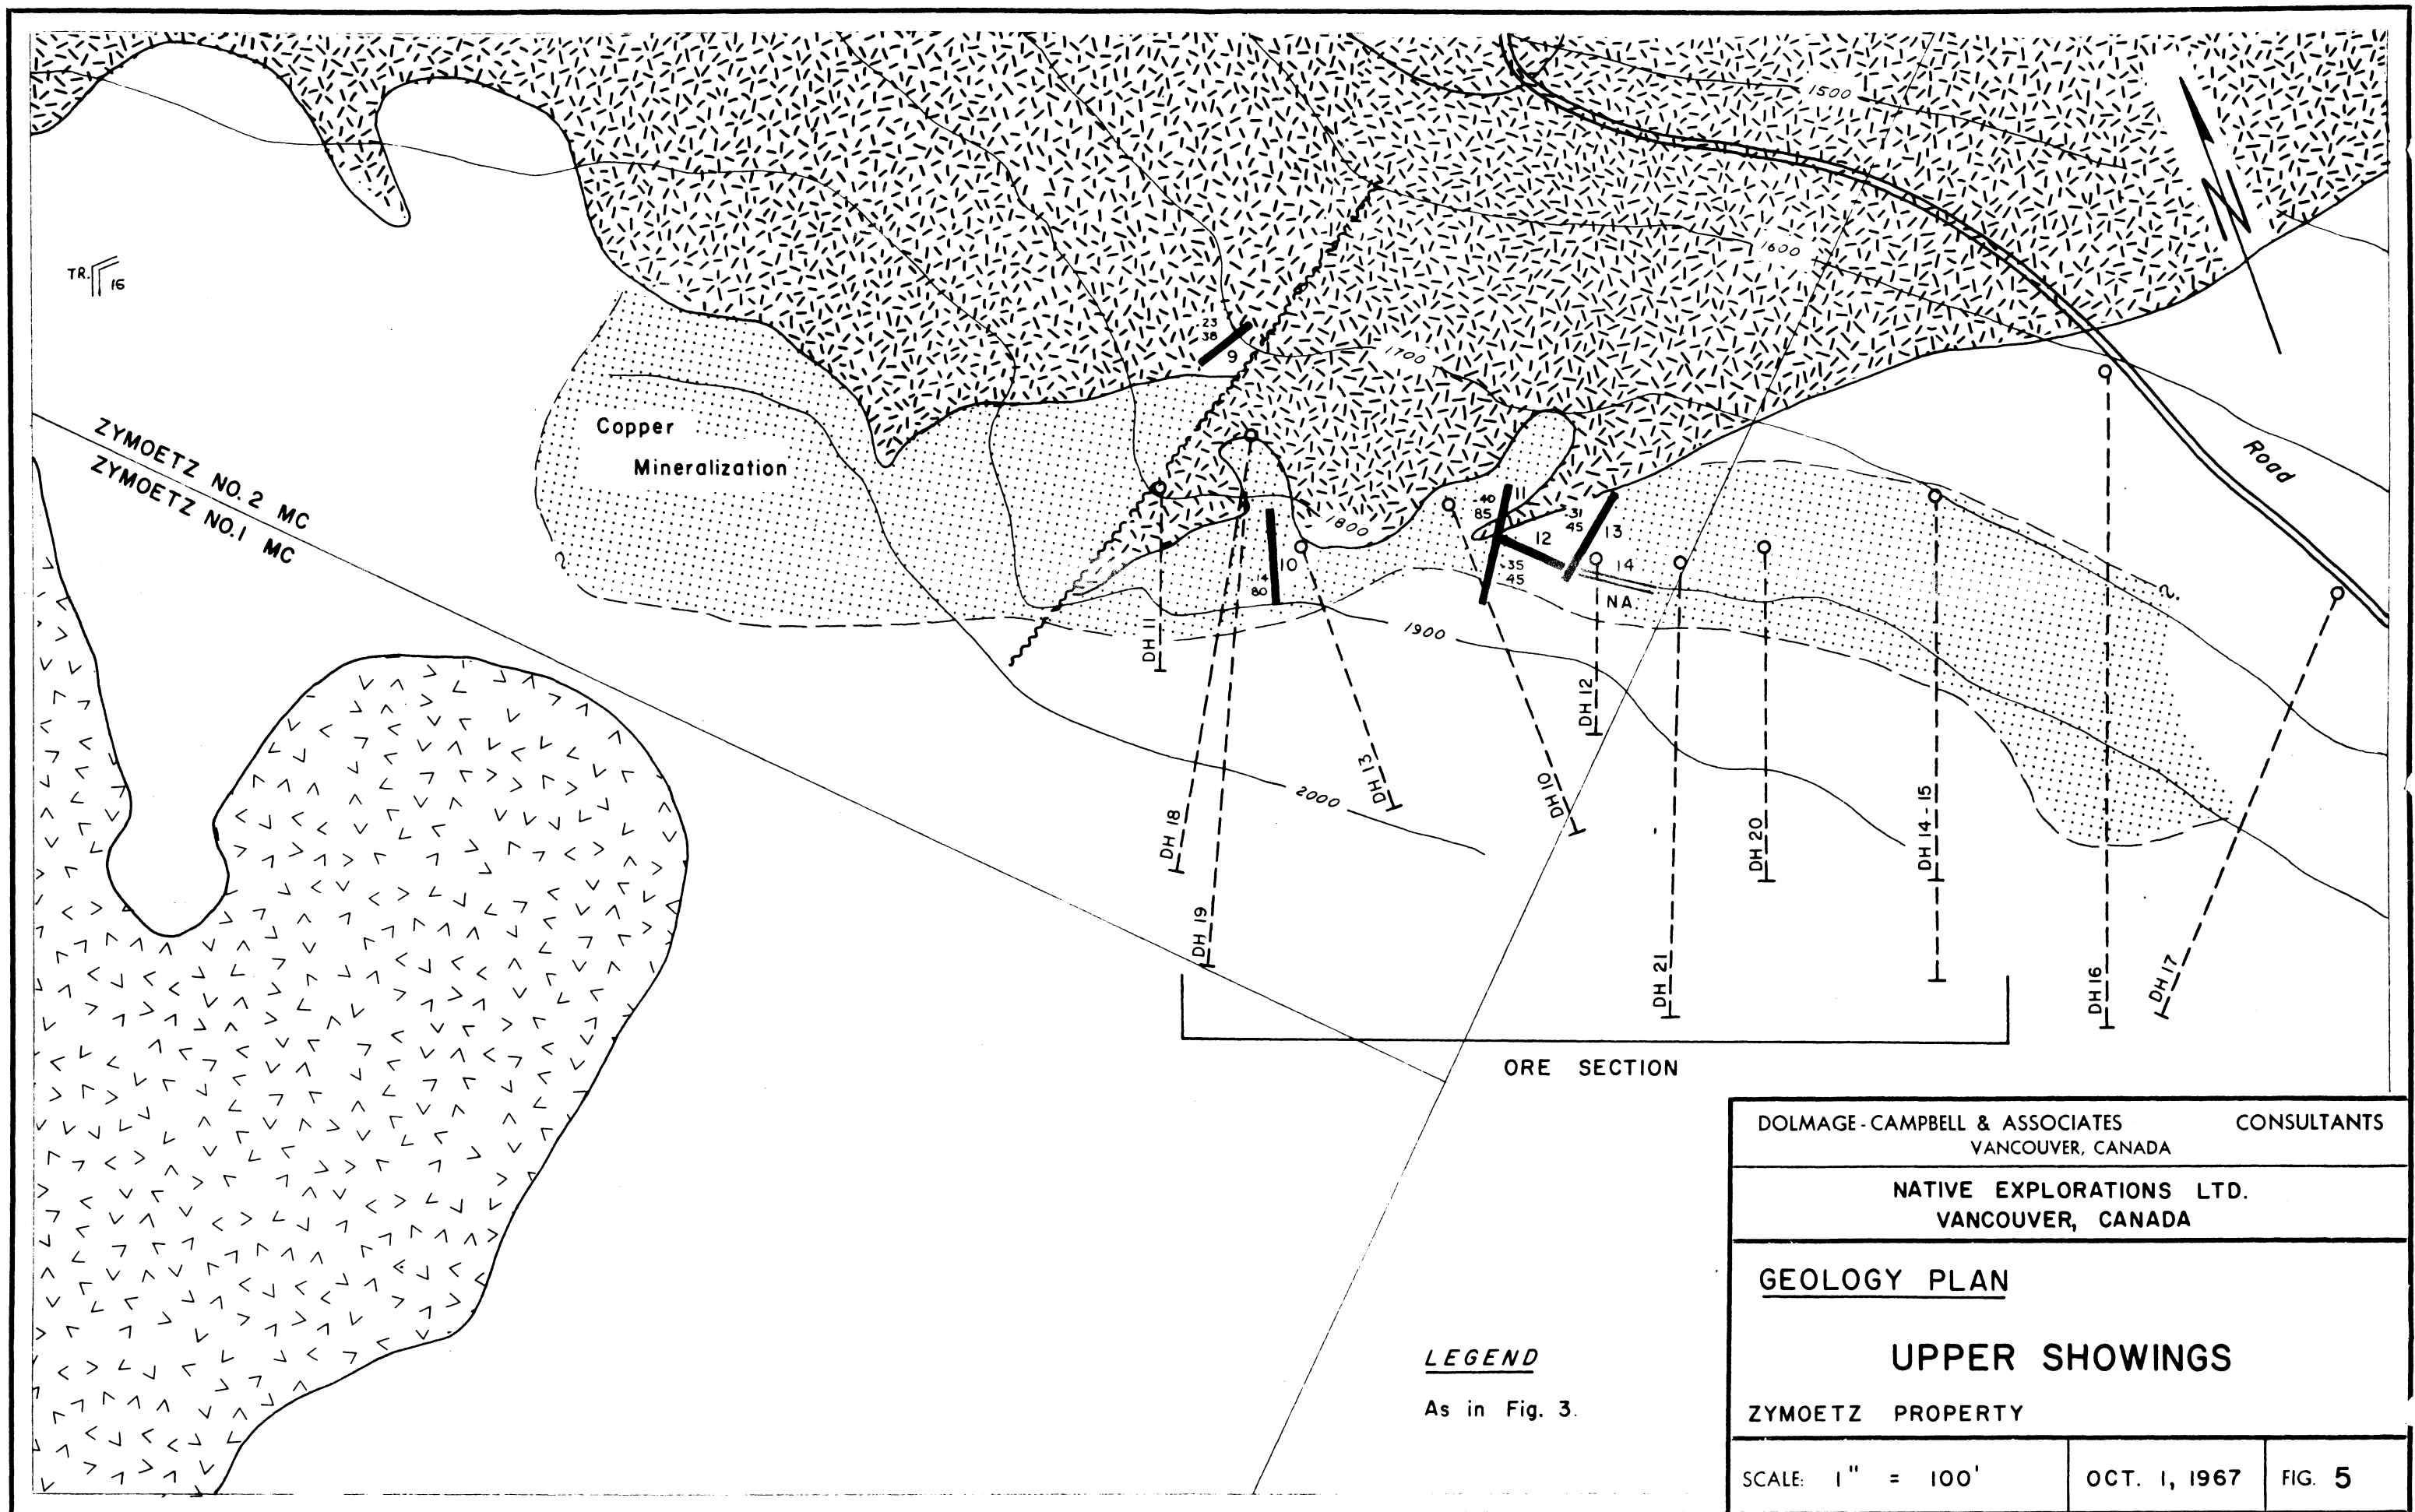 1500
1600
1700
1800
1900
2000
TR. 16
23
38
9
Copper
Mineralization
ZYMOETZ NO. 2 MC
ZYMOETZ NO. 1 MC
?
Road
.40
85
11
.31
45
13
12
14
NA.
.35
45
10
.14
80
?
DH 11
DH 12
DH 13
DH 10
DH 18
DH 19
DH 21
DH 20
DH 14 - 15
DH 16
DH 17
ORE SECTION
LEGEND
As in Fig. 3.
DOLMAGE - CAMPBELL & ASSOCIATES CONSULTANTS
VANCOUVER, CANADA
NATIVE EXPLORATIONS LTD.
VANCOUVER, CANADA
GEOLOGY PLAN
UPPER SHOWINGS
ZYMOETZ PROPERTY
SCALE: 1" = 100'
OCT. 1, 1967
FIG. 5